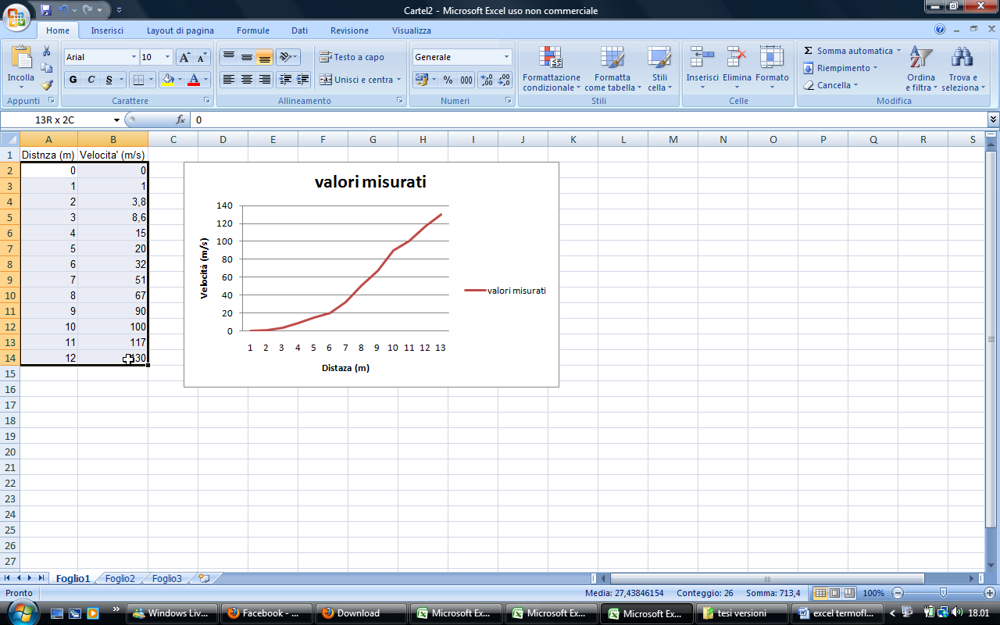 Cartel2 - Microsoft Excel uso non commerciale
Home Inserisci Layout di pagina Formule Dati Revisione Visualizza
Incolla
Appunti
Arial 10
G C S
Carattere
Testo a capo
Unisci e centra
Allineamento
Generale
% 000
Numeri
Formattazione condizionale
Formatta come tabella
Stili cella
Stili
Inserisci Elimina Formato
Celle
Σ Somma automatica
Riempimento
Cancella
Ordina e filtra
Trova e seleziona
Modifica
13R x 2C fx 0
A B C D E F G H I J K L M N O P Q R S
1 Distnza (m) Velocita' (m/s)
2 0 0
3 1 1
4 2 3,8
5 3 8,6
6 4 15
7 5 20
8 6 32
9 7 51
10 8 67
11 9 90
12 10 100
13 11 117
14 12 130
15
16
17
18
19
20
21
22
23
24
25
26
27
valori misurati
140
120
100
80
60
40
20
0
Velocità (m/s)
1 2 3 4 5 6 7 8 9 10 11 12 13
Distaza (m)
valori misurati
Foglio1 Foglio2 Foglio3
Pronto Media: 27,43846154 Conteggio: 26 Somma: 713,4 100%
Windows Liv... Facebook - ... Download Microsoft Ex... Microsoft Ex... Microsoft Ex... tesi versioni excel termofl... 18.01